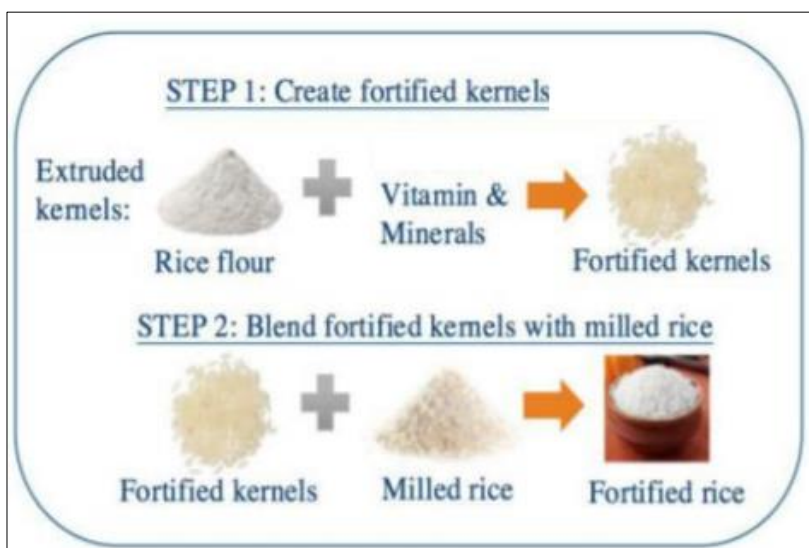 STEP 1: Create fortified kernels
Extruded
kernels:
Rice flour
Vitamin &
Minerals
Fortified kernels
STEP 2: Blend fortified kernels with milled rice
Fortified kernels
Milled rice
Fortified rice